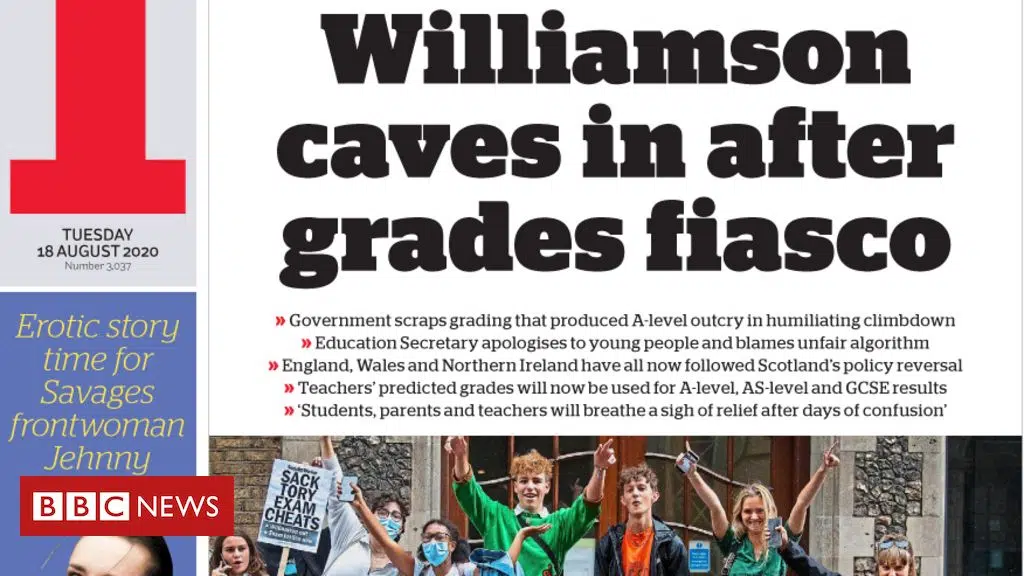 i
TUESDAY
18 AUGUST 2020
Number 3,037
Erotic story
time for
Savages
frontwoman
Jehnny
BBC NEWS
Williamson
caves in after
grades fiasco
» Government scraps grading that produced A-level outcry in humiliating climbdown
» Education Secretary apologises to young people and blames unfair algorithm
» England, Wales and Northern Ireland have all now followed Scotland's policy reversal
» Teachers' predicted grades will now be used for A-level, AS-level and GCSE results
» 'Students, parents and teachers will breathe a sigh of relief after days of confusion'
SACK
TORY
EXAM
CHEATS